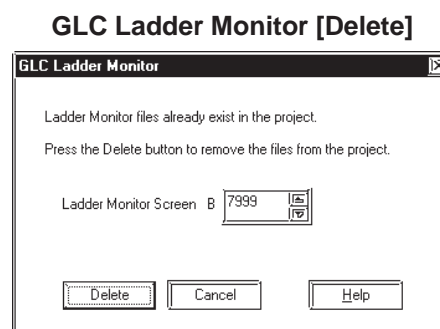 GLC Ladder Monitor [Delete]
GLC Ladder Monitor
Ladder Monitor files already exist in the project.
Press the Delete button to remove the files from the project.
Ladder Monitor Screen B 7999
Delete Cancel Help